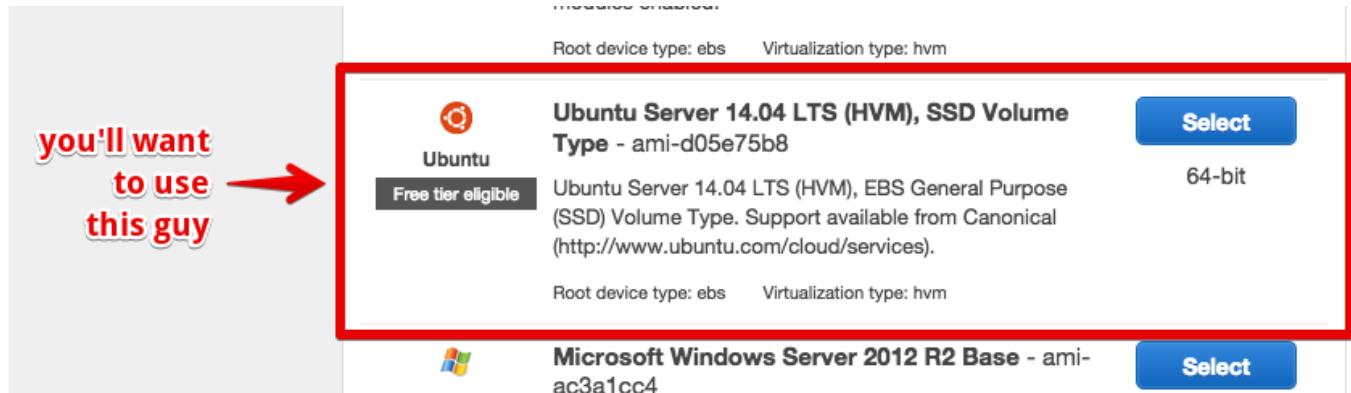 Root device type: ebs Virtualization type: hvm
you'll want
to use
this guy
Ubuntu
Free tier eligible
Ubuntu Server 14.04 LTS (HVM), SSD Volume
Type - ami-d05e75b8
Ubuntu Server 14.04 LTS (HVM), EBS General Purpose
(SSD) Volume Type. Support available from Canonical
(http://www.ubuntu.com/cloud/services).
Root device type: ebs Virtualization type: hvm
Select
64-bit
Microsoft Windows Server 2012 R2 Base - ami-
ac3a1cc4
Select